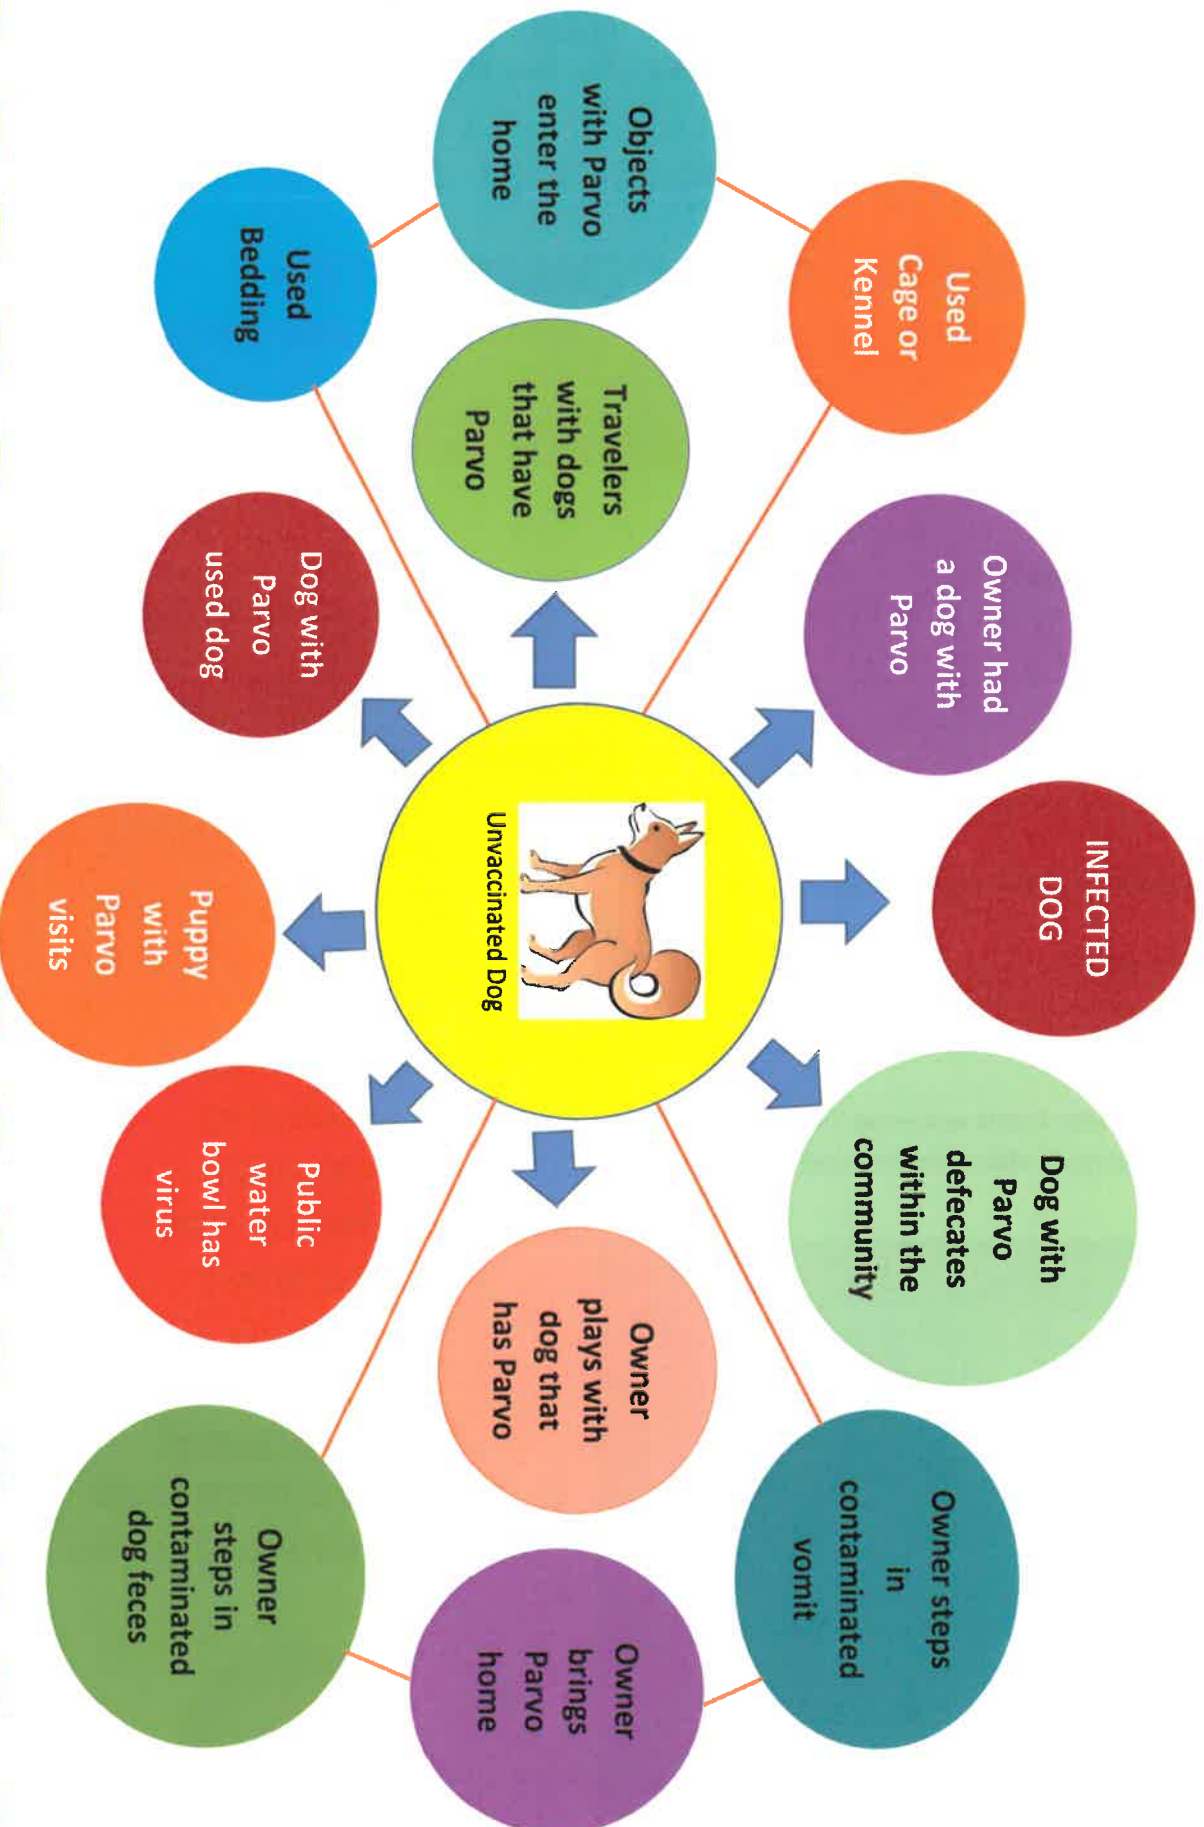 INFECTED
DOG
Used
Cage or
Kennel
Owner had
a dog with
Parvo
Dog with
Parvo
defecates
within the
community
Owner steps
in
contaminated
vomit
Objects
with Parvo
enter the
home
Travelers
with dogs
that have
Parvo
Unvaccinated Dog
Owner
plays with
dog that
has Parvo
Owner
brings
Parvo
home
Used
Bedding
Dog with
Parvo
used dog
Puppy
with
Parvo
visits
Public
water
bowl has
virus
Owner
steps in
contaminated
dog feces